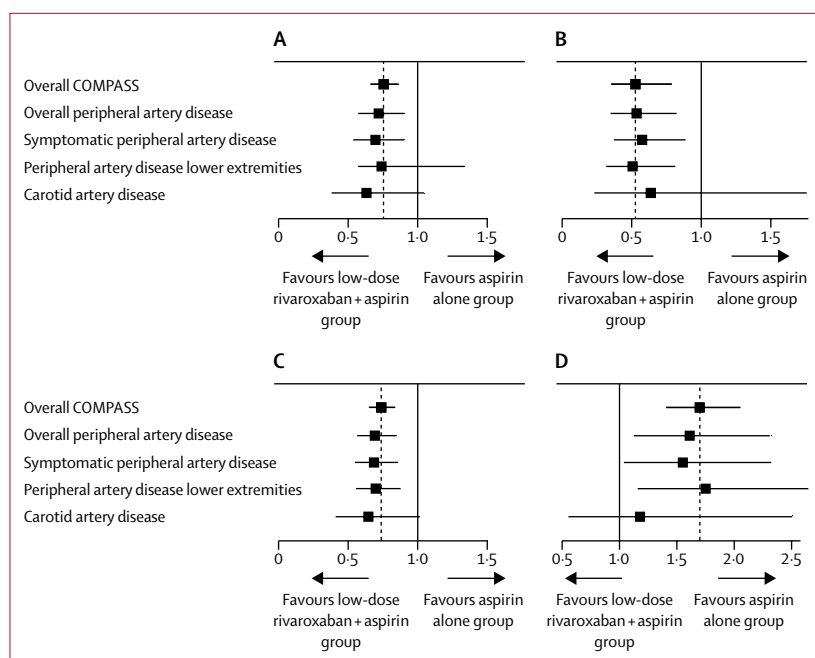 A
B
Overall COMPASS
Overall peripheral artery disease
Symptomatic peripheral artery disease
Peripheral artery disease lower extremities
Carotid artery disease
0 0·5 1·0 1·5
0 0·5 1·0 1·5
Favours low-dose
rivaroxaban + aspirin
group
Favours aspirin
alone group
Favours low-dose
rivaroxaban + aspirin
group
Favours aspirin
alone group
C
D
Overall COMPASS
Overall peripheral artery disease
Symptomatic peripheral artery disease
Peripheral artery disease lower extremities
Carotid artery disease
0 0·5 1·0 1·5
0·5 1·0 1·5 2·0 2·5
Favours low-dose
rivaroxaban + aspirin
group
Favours aspirin
alone group
Favours low-dose
rivaroxaban + aspirin
group
Favours aspirin
alone group